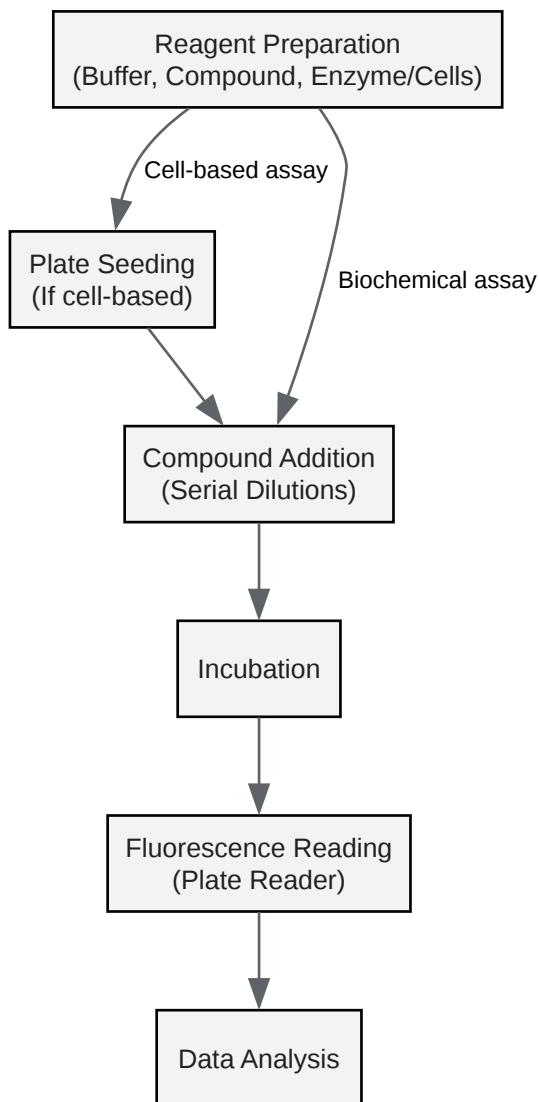 Reagent Preparation
(Buffer, Compound, Enzyme/Cells)
Cell-based assay
Plate Seeding
(If cell-based)
Biochemical assay
Compound Addition
(Serial Dilutions)
Incubation
Fluorescence Reading
(Plate Reader)
Data Analysis